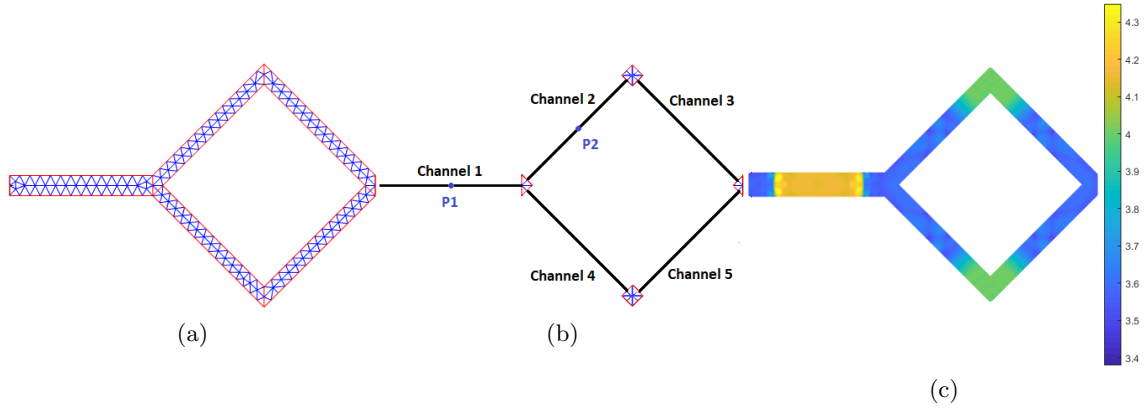 Channel 1
P1
Channel 2
P2
Channel 3
Channel 4
Channel 5
4.3
4.2
4.1
4
3.9
3.8
3.7
3.6
3.5
3.4
(a)
(b)
(c)